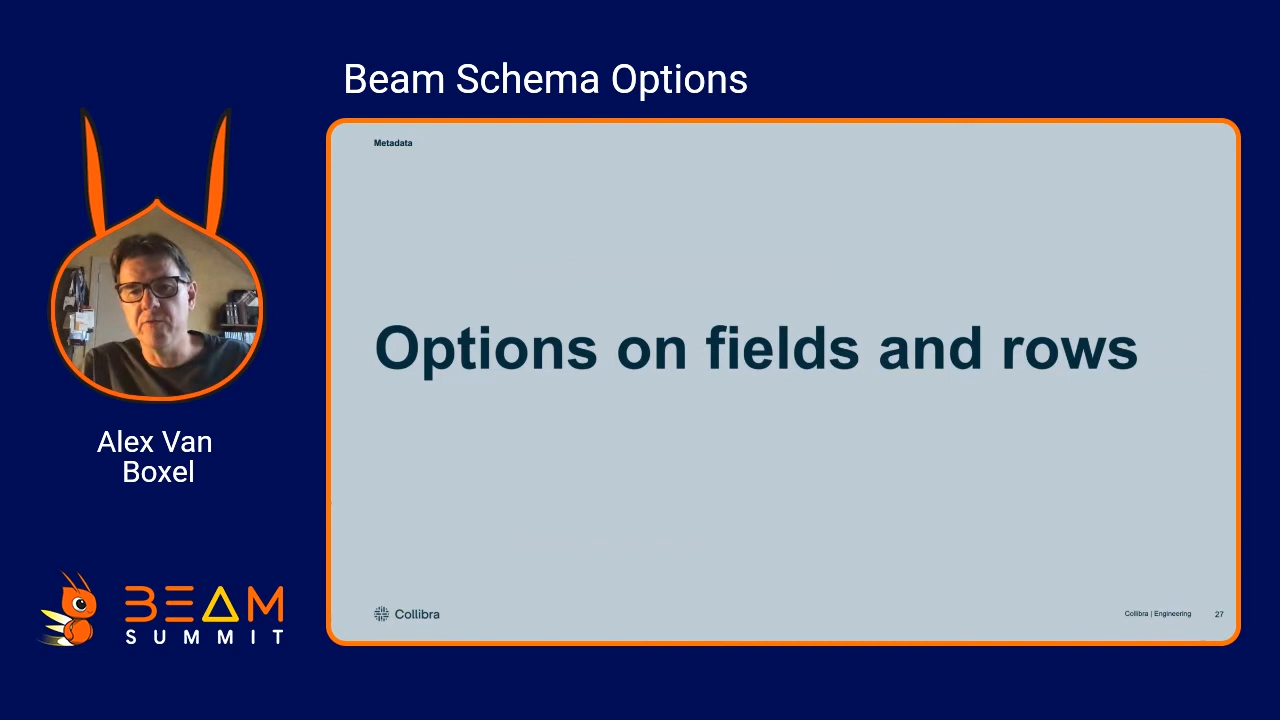 Beam Schema Options
Metadata
Options on fields and rows
Collibra
Collibra | Engineering
27
Alex Van
Boxel
BEAM
SUMMIT